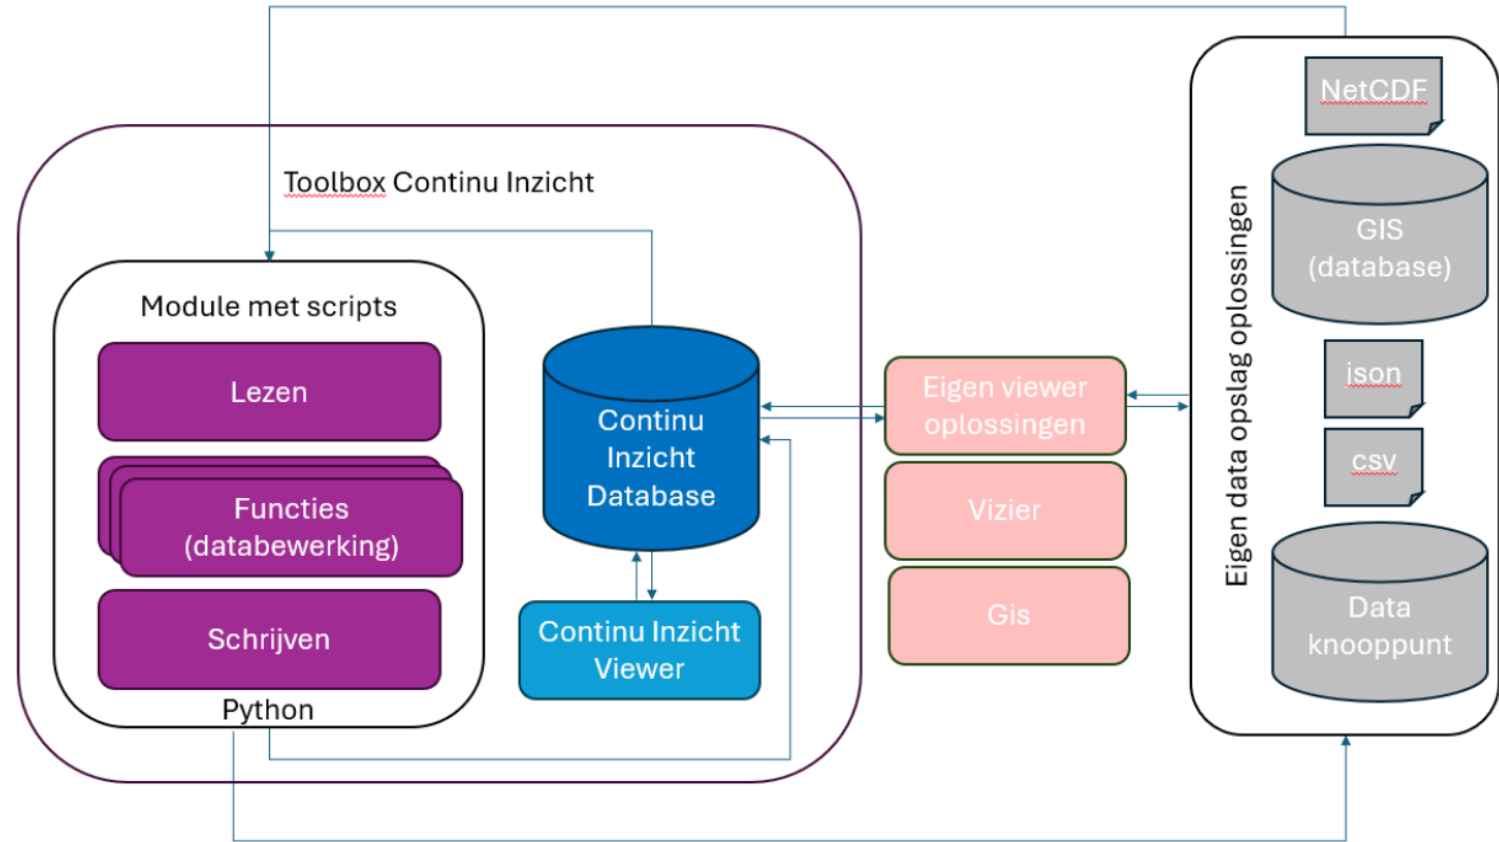 Toolbox Continu Inzicht
Module met scripts
Lezen
Functies
(databewerking)
Schrijven
Python
Continu
Inzicht
Database
Continu Inzicht
Viewer
Eigen viewer
oplossingen
Vizier
Gis
Eigen data opslag oplossingen
NetCDF
GIS
(database)
json
csv
Data
knooppunt